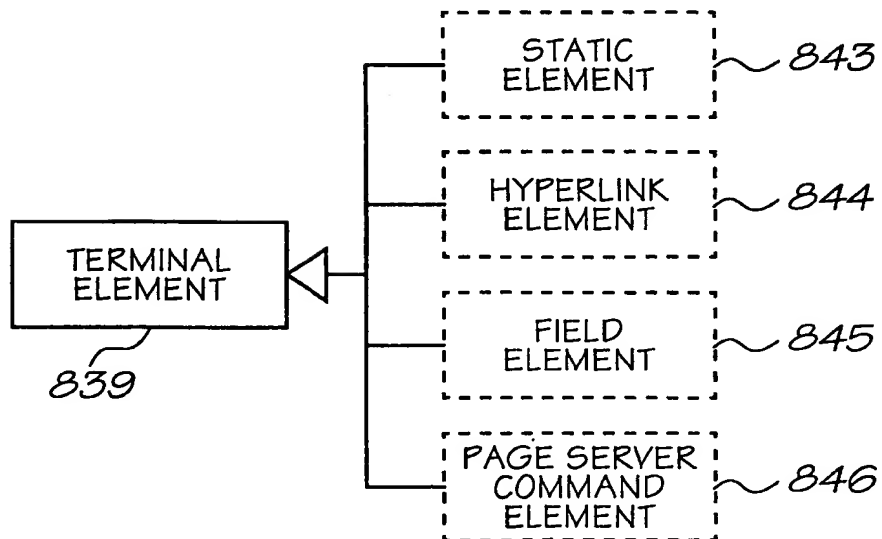 STATIC
ELEMENT
843
HYPERLINK
ELEMENT
844
TERMINAL
ELEMENT
839
FIELD
ELEMENT
845
PAGE SERVER
COMMAND
ELEMENT
846